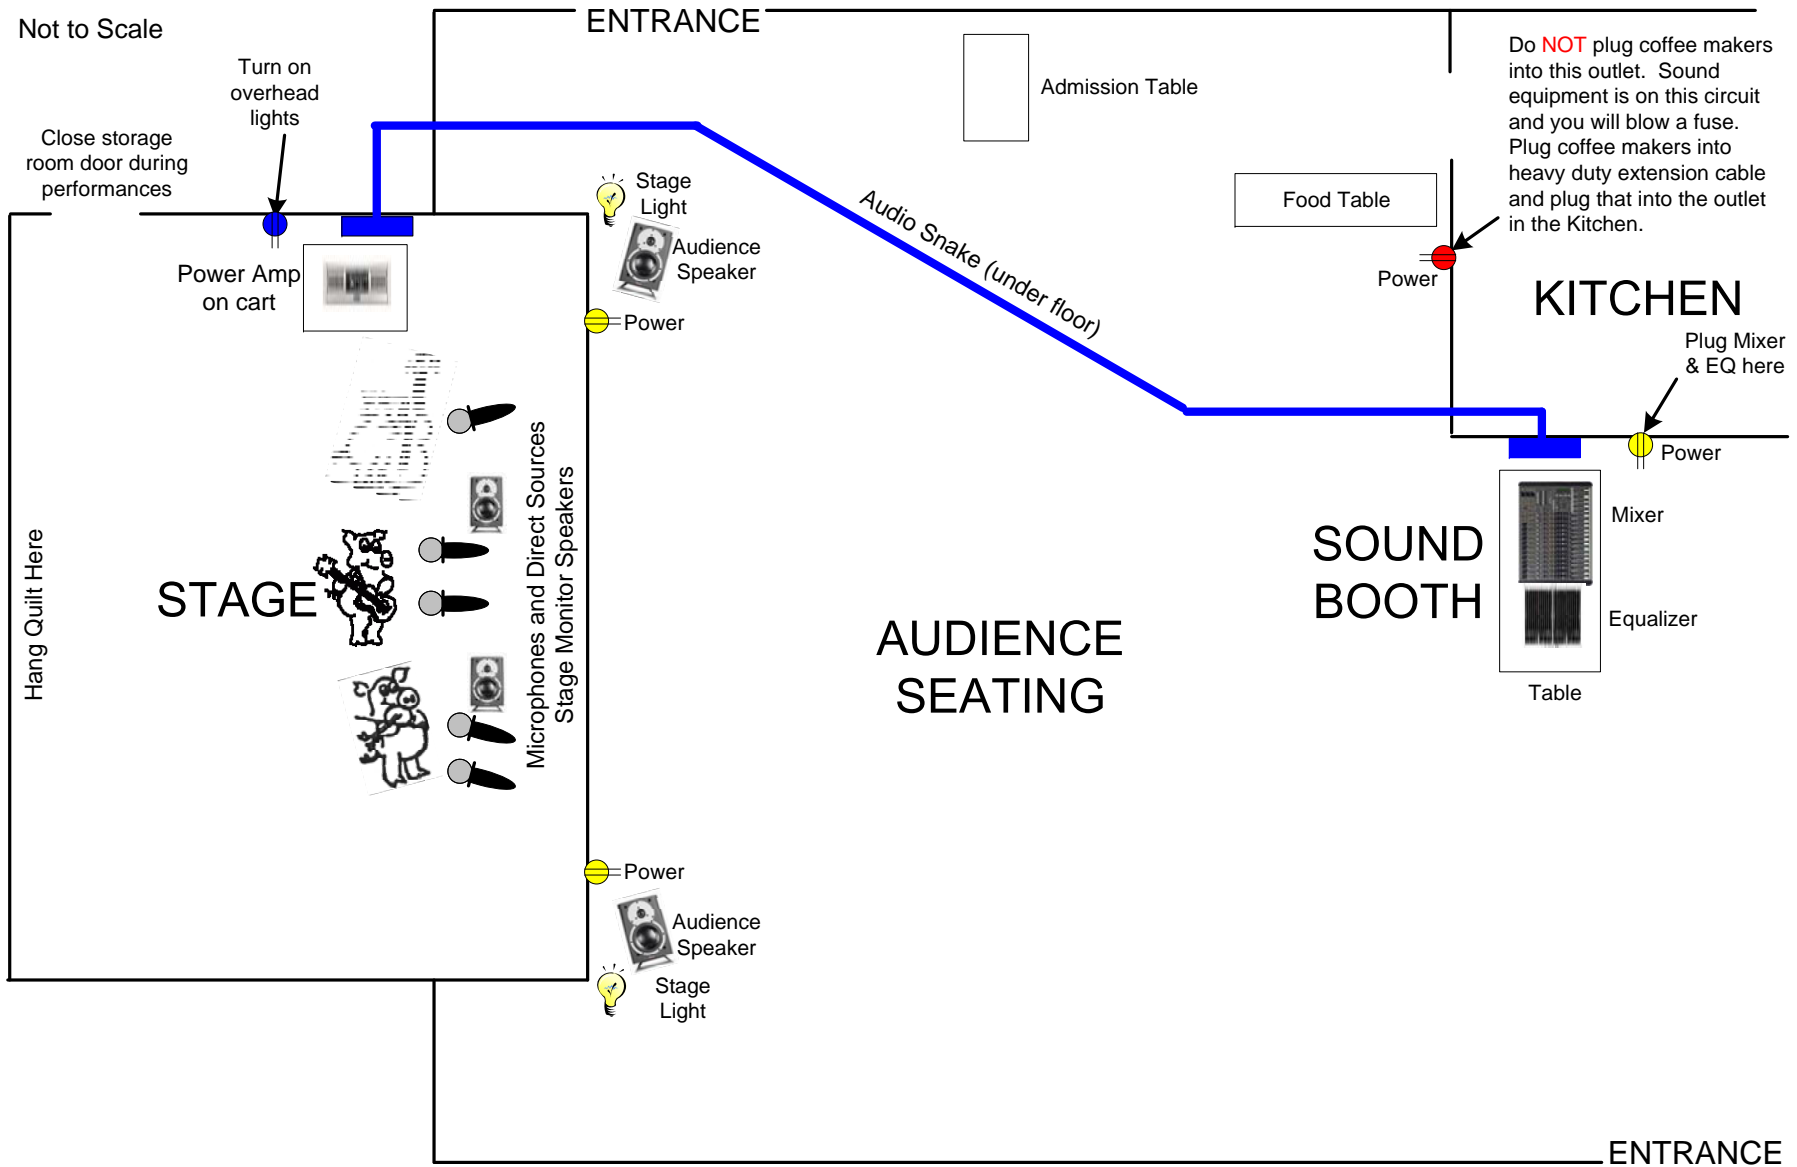 Not to Scale
ENTRANCE
Turn on
overhead
lights
Close storage
room door during
performances
Admission Table
Do NOT plug coffee makers
into this outlet.  Sound
equipment is on this circuit
and you will blow a fuse.
Plug coffee makers into
heavy duty extension cable
and plug that into the outlet
in the Kitchen.
Stage
Light
Audience
Speaker
Audio Snake (under floor)
Food Table
Power
KITCHEN
Power Amp
on cart
Power
Plug Mixer
& EQ here
Power
Hang Quilt Here
STAGE
Microphones and Direct Sources
Stage Monitor Speakers
AUDIENCE
SEATING
SOUND
BOOTH
Mixer
Equalizer
Table
Power
Audience
Speaker
Stage
Light
ENTRANCE